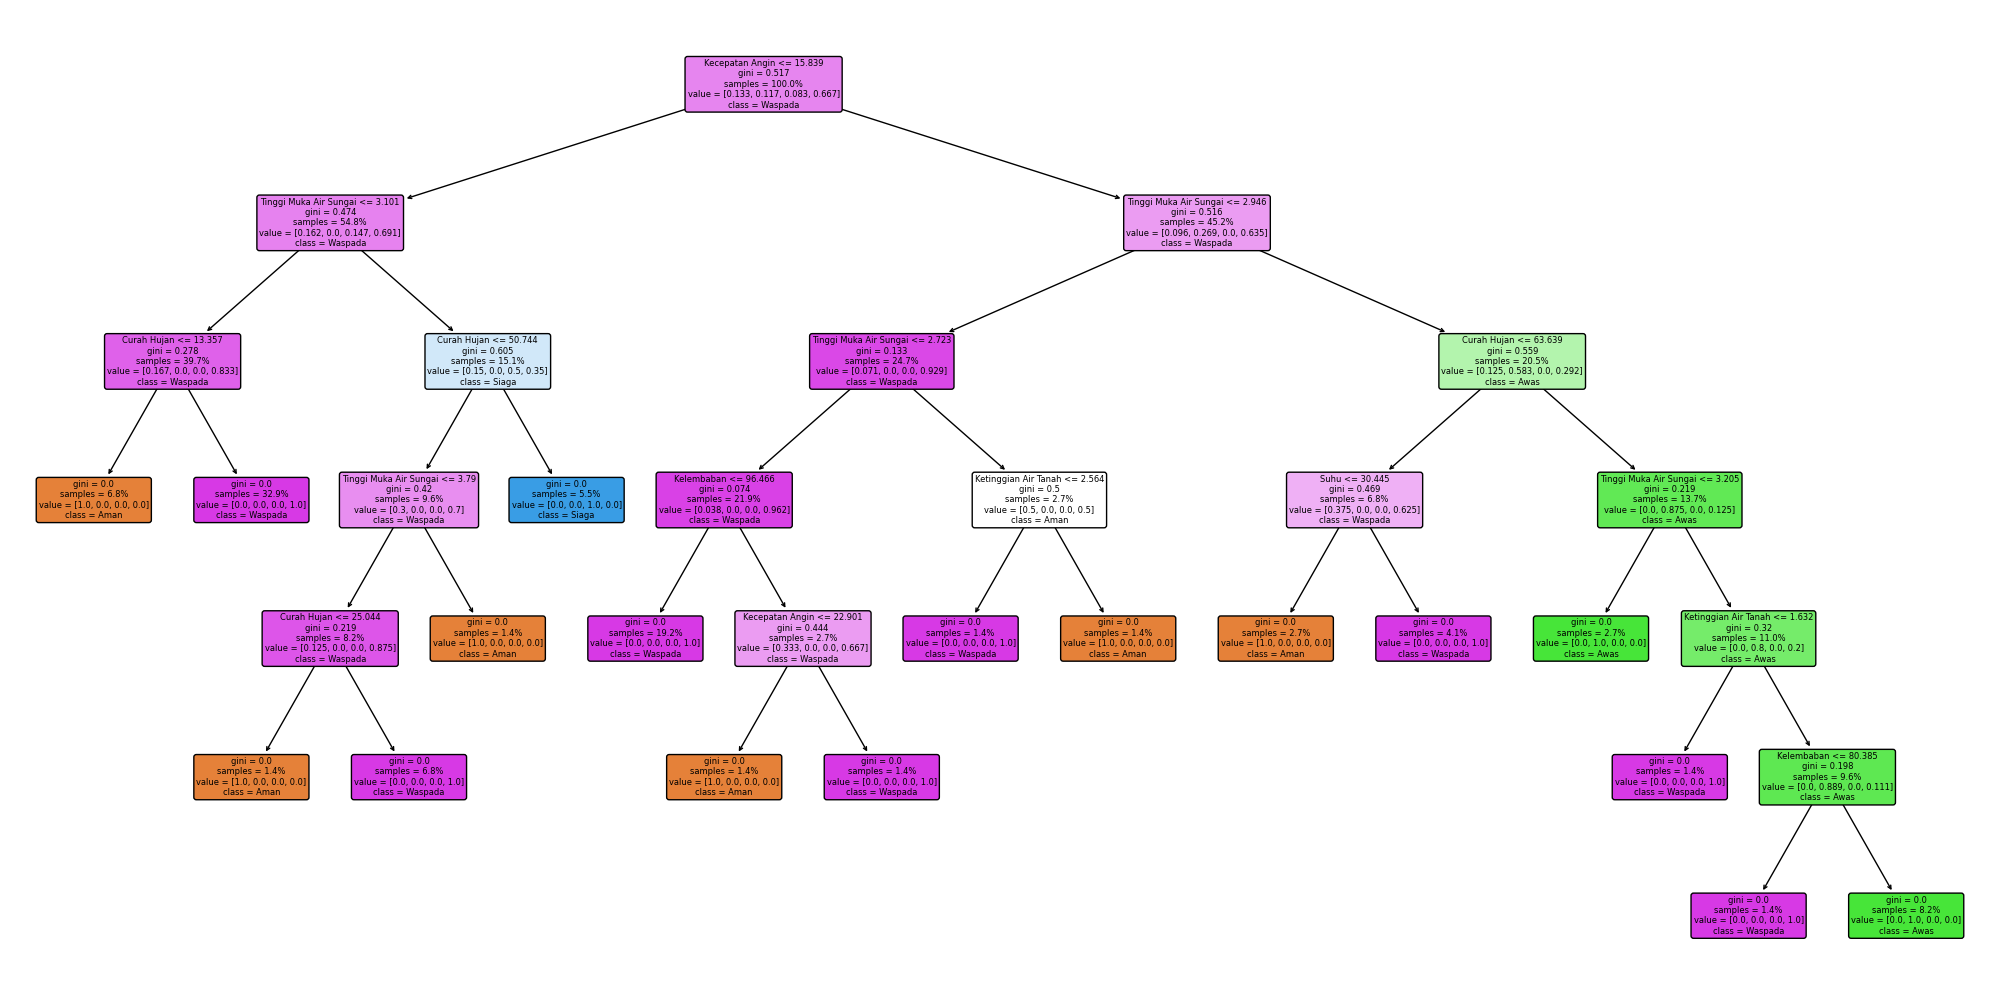 Kecepatan Angin <= 15.839
gini = 0.517
samples = 100.0%
value = [0.133, 0.117, 0.083, 0.667]
class = Waspada
Tinggi Muka Air Sungai <= 3.101
gini = 0.474
samples = 54.8%
value = [0.162, 0.0, 0.147, 0.691]
class = Waspada
Tinggi Muka Air Sungai <= 2.946
gini = 0.516
samples = 45.2%
value = [0.096, 0.269, 0.0, 0.635]
class = Waspada
Curah Hujan <= 13.357
gini = 0.278
samples = 39.7%
value = [0.167, 0.0, 0.0, 0.833]
class = Waspada
Curah Hujan <= 50.744
gini = 0.605
samples = 15.1%
value = [0.15, 0.0, 0.5, 0.35]
class = Siaga
Tinggi Muka Air Sungai <= 2.723
gini = 0.133
samples = 24.7%
value = [0.071, 0.0, 0.0, 0.929]
class = Waspada
Curah Hujan <= 63.639
gini = 0.559
samples = 20.5%
value = [0.125, 0.583, 0.0, 0.292]
class = Awas
gini = 0.0
samples = 6.8%
value = [1.0, 0.0, 0.0, 0.0]
class = Aman
gini = 0.0
samples = 32.9%
value = [0.0, 0.0, 0.0, 1.0]
class = Waspada
Tinggi Muka Air Sungai <= 3.79
gini = 0.42
samples = 9.6%
value = [0.3, 0.0, 0.0, 0.7]
class = Waspada
gini = 0.0
samples = 5.5%
value = [0.0, 0.0, 1.0, 0.0]
class = Siaga
Kelembaban <= 96.466
gini = 0.074
samples = 21.9%
value = [0.038, 0.0, 0.0, 0.962]
class = Waspada
Ketinggian Air Tanah <= 2.564
gini = 0.5
samples = 2.7%
value = [0.5, 0.0, 0.0, 0.5]
class = Aman
Suhu <= 30.445
gini = 0.469
samples = 6.8%
value = [0.375, 0.0, 0.0, 0.625]
class = Waspada
Tinggi Muka Air Sungai <= 3.205
gini = 0.219
samples = 13.7%
value = [0.0, 0.875, 0.0, 0.125]
class = Awas
Curah Hujan <= 25.044
gini = 0.219
samples = 8.2%
value = [0.125, 0.0, 0.0, 0.875]
class = Waspada
gini = 0.0
samples = 1.4%
value = [1.0, 0.0, 0.0, 0.0]
class = Aman
gini = 0.0
samples = 19.2%
value = [0.0, 0.0, 0.0, 1.0]
class = Waspada
Kecepatan Angin <= 22.901
gini = 0.444
samples = 2.7%
value = [0.333, 0.0, 0.0, 0.667]
class = Waspada
gini = 0.0
samples = 1.4%
value = [0.0, 0.0, 0.0, 1.0]
class = Waspada
gini = 0.0
samples = 1.4%
value = [1.0, 0.0, 0.0, 0.0]
class = Aman
gini = 0.0
samples = 2.7%
value = [1.0, 0.0, 0.0, 0.0]
class = Aman
gini = 0.0
samples = 4.1%
value = [0.0, 0.0, 0.0, 1.0]
class = Waspada
gini = 0.0
samples = 2.7%
value = [0.0, 1.0, 0.0, 0.0]
class = Awas
Ketinggian Air Tanah <= 1.632
gini = 0.32
samples = 11.0%
value = [0.0, 0.8, 0.0, 0.2]
class = Awas
gini = 0.0
samples = 1.4%
value = [1.0, 0.0, 0.0, 0.0]
class = Aman
gini = 0.0
samples = 6.8%
value = [0.0, 0.0, 0.0, 1.0]
class = Waspada
gini = 0.0
samples = 1.4%
value = [1.0, 0.0, 0.0, 0.0]
class = Aman
gini = 0.0
samples = 1.4%
value = [0.0, 0.0, 0.0, 1.0]
class = Waspada
gini = 0.0
samples = 1.4%
value = [0.0, 0.0, 0.0, 1.0]
class = Waspada
Kelembaban <= 80.385
gini = 0.198
samples = 9.6%
value = [0.0, 0.889, 0.0, 0.111]
class = Awas
gini = 0.0
samples = 1.4%
value = [0.0, 0.0, 0.0, 1.0]
class = Waspada
gini = 0.0
samples = 8.2%
value = [0.0, 1.0, 0.0, 0.0]
class = Awas